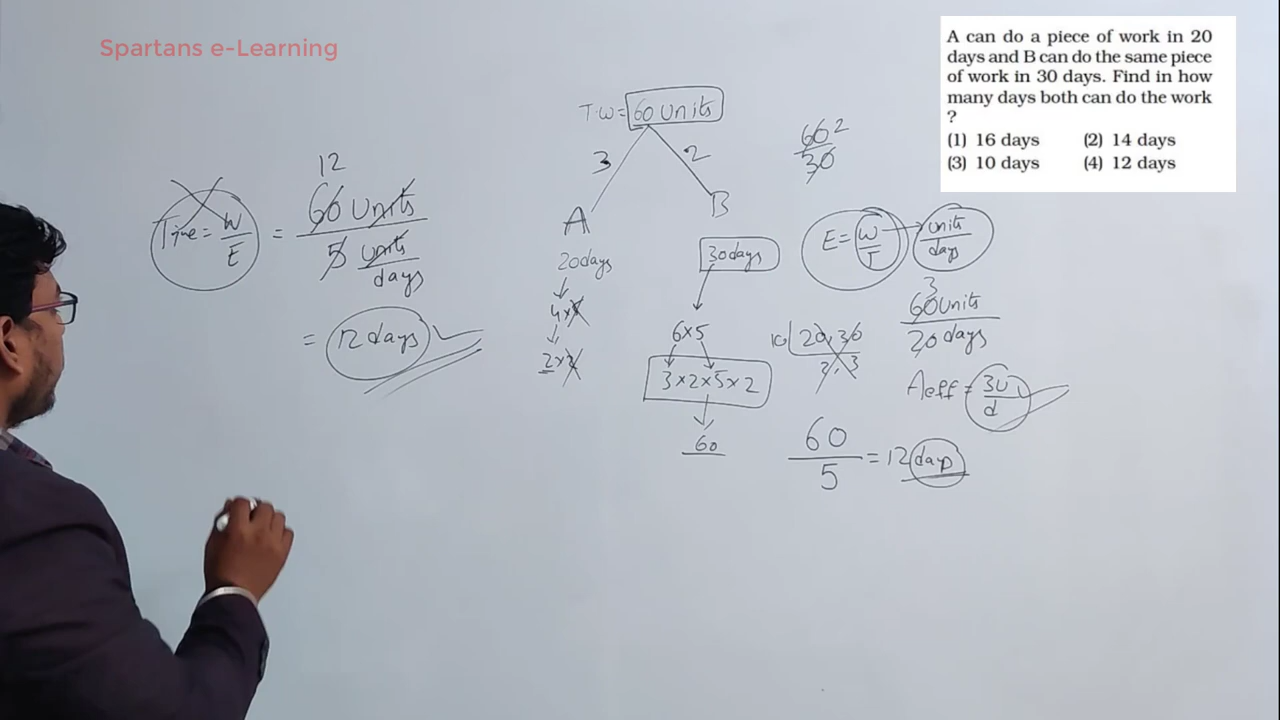 Spartans e-Learning
A can do a piece of work in 20
days and B can do the same piece
of work in 30 days. Find in how
many days both can do the work
?
(1) 16 days (2) 14 days
(3) 10 days (4) 12 days
T.W = 60 Units
3 2
A B
20days 30days
4x5
2x2
6x5
3x2x5x2
60
12
Time = W/E = 60 Units / 5 units/days
= 12 days
60 2
30
E = W/T units/days
10 20, 30
2, 3
3
60 Units
20 days
Aeff = 3U/d
60/5 = 12 days